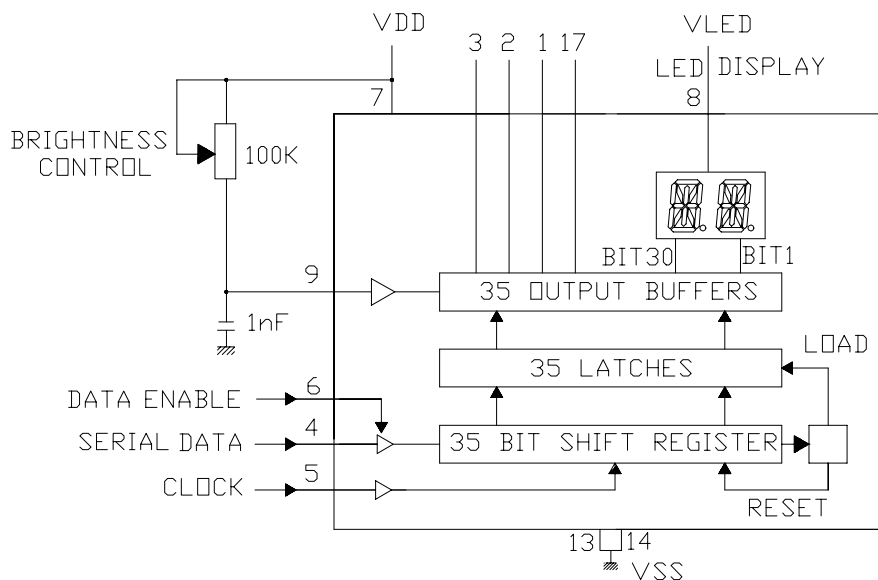 VDD
VLED
3 2 1 17
LED DISPLAY
7
8
BRIGHTNESS
CONTROL
100K
BIT30
BIT1
9
35 OUTPUT BUFFERS
1nF
LOAD
35 LATCHES
6
DATA ENABLE
4
SERIAL DATA
35 BIT SHIFT REGISTER
5
CLOCK
RESET
13
14
VSS